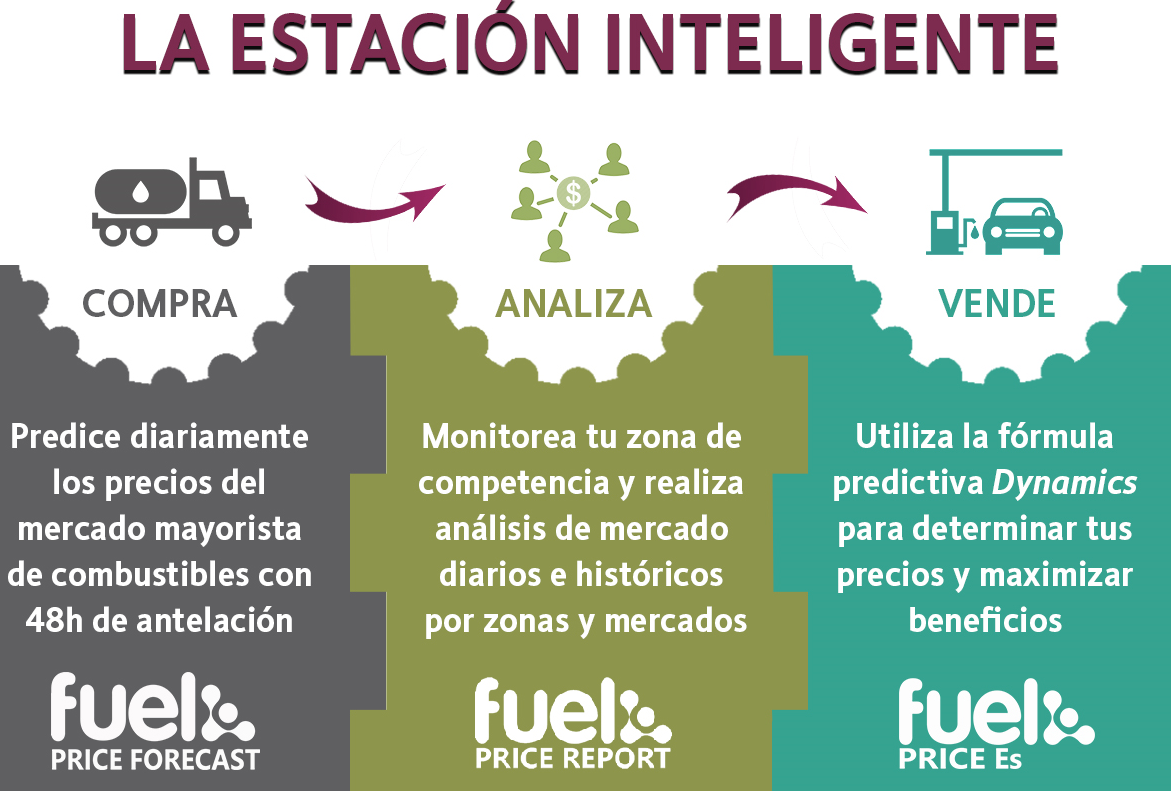 LA ESTACIÓN INTELIGENTE
$
COMPRA
Predice diariamente
los precios del
mercado mayorista
de combustibles con
48h de antelación
fuel
PRICE FORECAST
ANALIZA
Monitorea tu zona de
competencia y realiza
análisis de mercado
diarios e históricos
por zonas y mercados
fuel
PRICE REPORT
VENDE
Utiliza la fórmula
predictiva Dynamics
para determinar tus
precios y maximizar
beneficios
fuel
PRICE Es